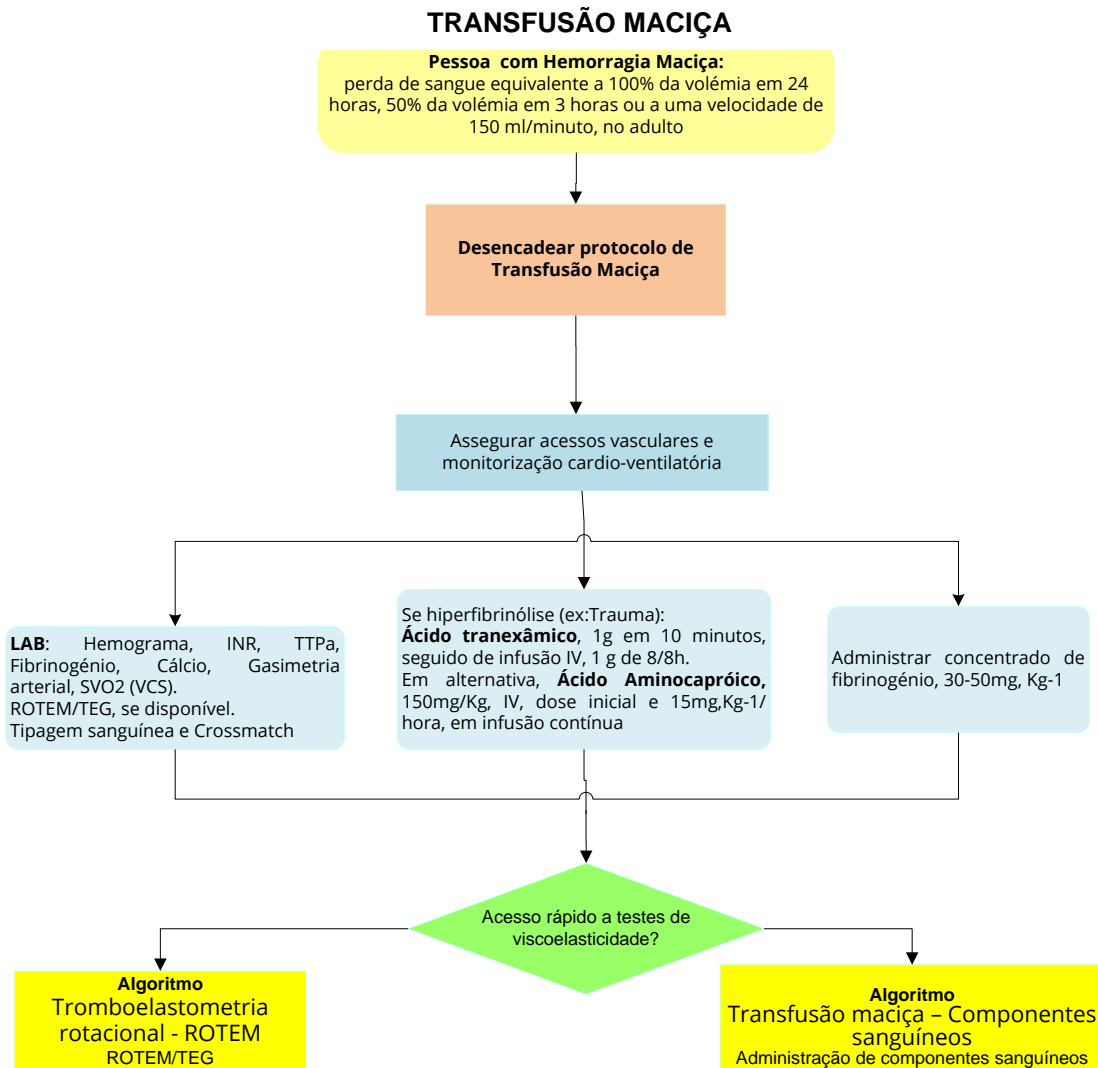 TRANSFUSÃO MACIÇA
Pessoa com Hemorragia Maciça:
perda de sangue equivalente a 100% da volémia em 24
horas, 50% da volémia em 3 horas ou a uma velocidade de
150 ml/minuto, no adulto
Desencadear protocolo de
Transfusão Maciça
Assegurar acessos vasculares e
monitorização cardio-ventilatória
LAB: Hemograma, INR, TTPa,
Fibrinogénio, Cálcio, Gasimetria
arterial, SVO2 (VCS).
ROTEM/TEG, se disponível.
Tipagem sanguínea e Crossmatch
Se hiperfibrinólise (ex:Trauma):
Ácido tranexâmico, 1g em 10 minutos,
seguido de infusão IV, 1 g de 8/8h.
Em alternativa, Ácido Aminocapróico,
150mg/Kg, IV, dose inicial e 15mg,Kg-1/
hora, em infusão contínua
Administrar concentrado de
fibrinogénio, 30-50mg, Kg-1
Acesso rápido a testes de
viscoelasticidade?
Algoritmo
Tromboelastometria
rotacional - ROTEM
ROTEM/TEG
Algoritmo
Transfusão maciça – Componentes
sanguíneos
Administração de componentes sanguíneos